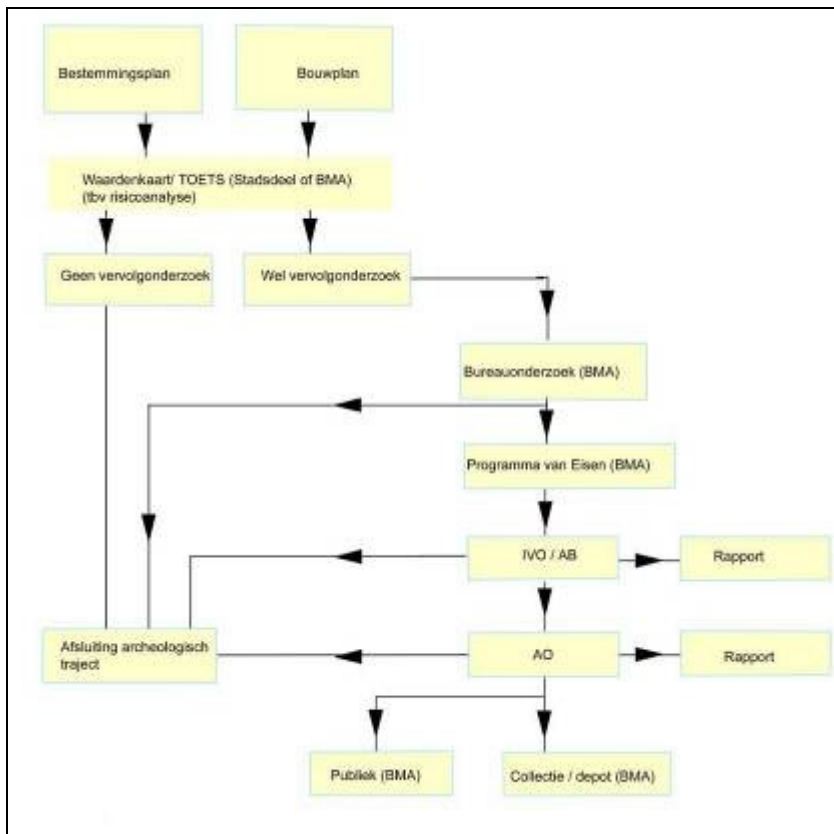 Bestemmingsplan
Bouwplan
Waardenkaart/ TOETS (Stadsdeel of BMA)
(tbv risicoanalyse)
Geen vervolgonderzoek
Wel vervolgonderzoek
Bureauonderzoek (BMA)
Programma van Eisen (BMA)
IVO / AB
Rapport
Afsluiting archeologisch
traject
AO
Rapport
Publiek (BMA)
Collectie / depot (BMA)